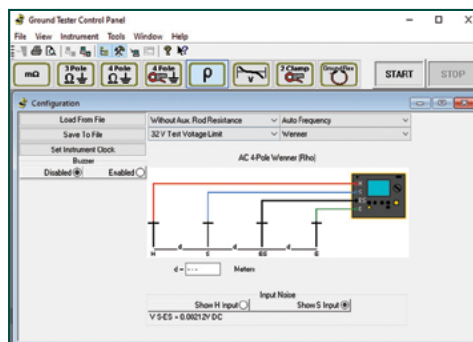 Ground Tester Control Panel
File View Instrument Tools Window Help
mΩ 3 Pole Ω 4 Pole Ω 4 Pole ρ V 2 Clamp GroundFlex START STOP
Configuration
Load From File Without Aux. Rod Resistance Auto Frequency
Save To File 32 V Test Voltage Limit Wenner
Set Instrument Clock
Buzzer AC 4-Pole Wenner (Rho)
Disabled Enabled
H
S
ES
E
d d d
H S ES E
d = --- Meters
Input Noise
Show H Input Show S Input
V S-ES = 0.00212V DC